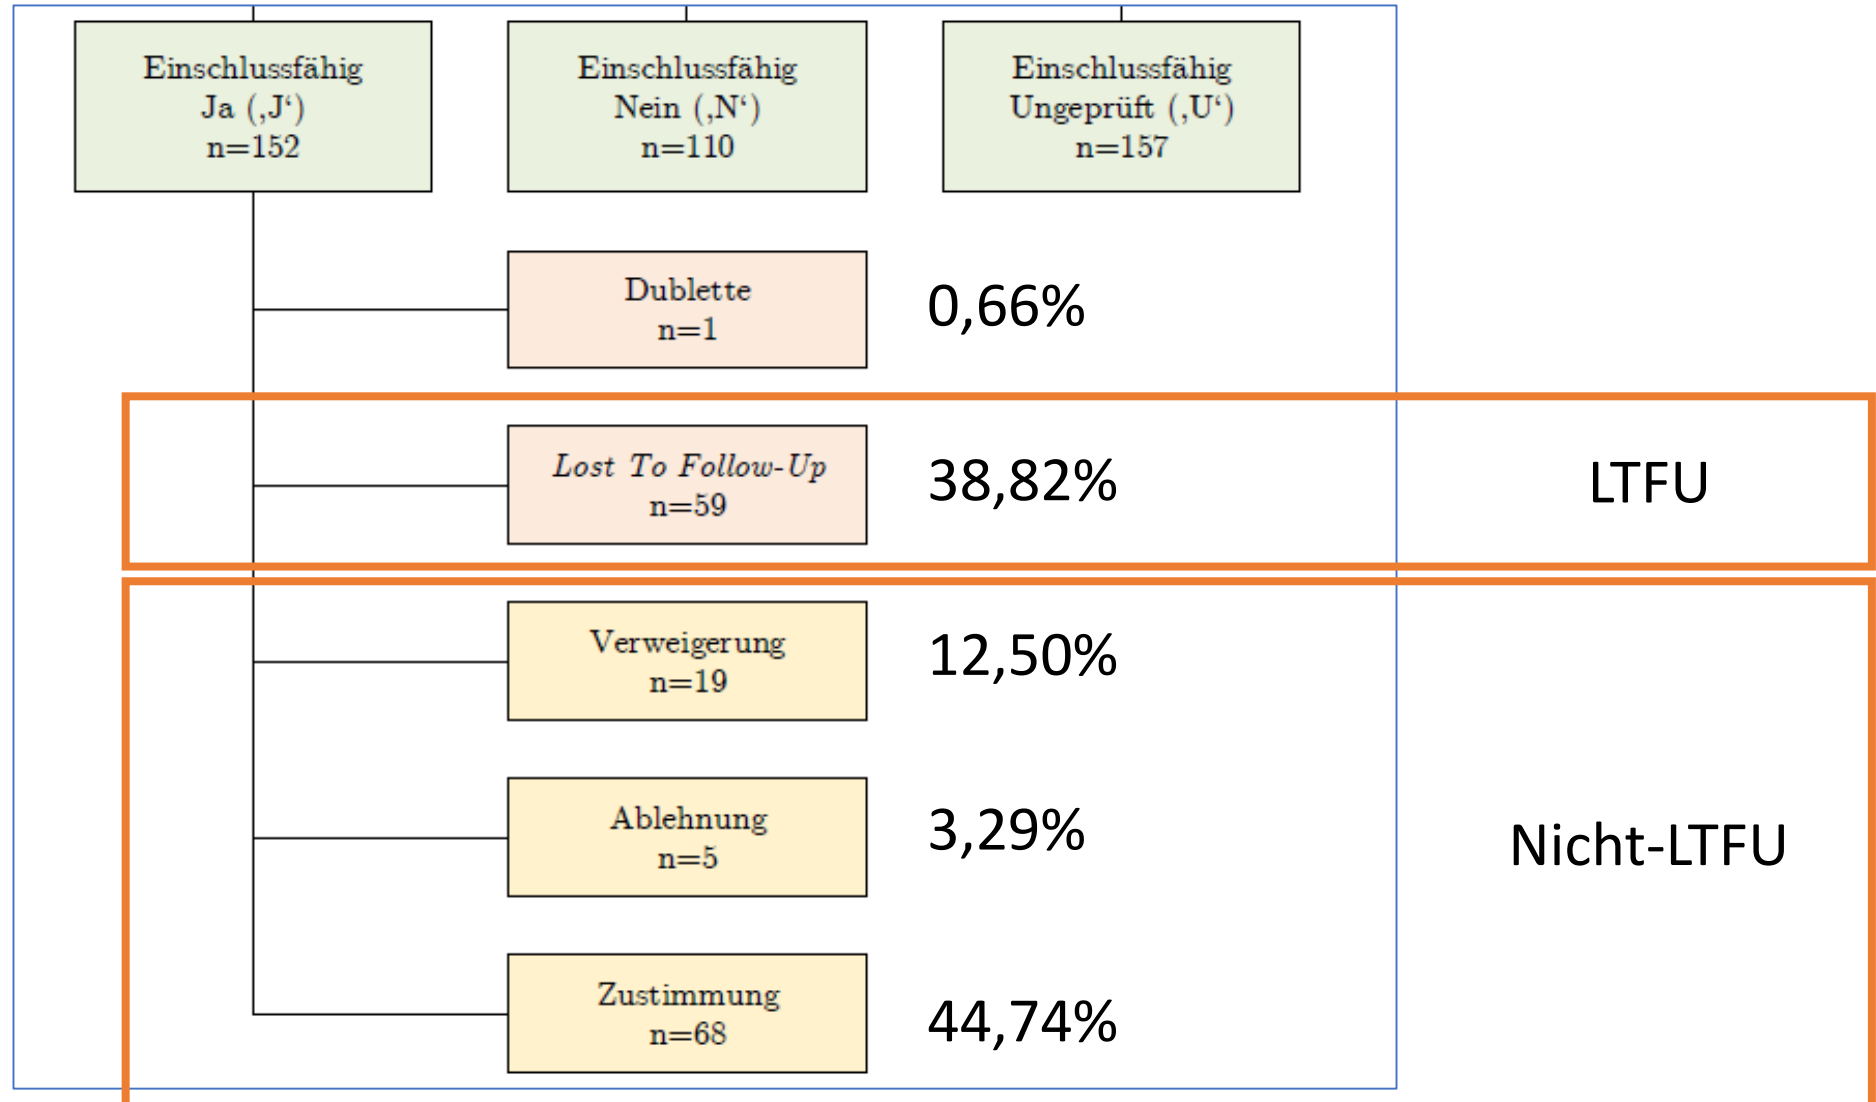 Einschlussfähig
Ja (‚J‘)
n=152
Einschlussfähig
Nein (‚N‘)
n=110
Einschlussfähig
Ungeprüft (‚U‘)
n=157
Dublette
n=1
0,66%
Lost To Follow-Up
n=59
38,82%
LTFU
Verweigerung
n=19
12,50%
Ablehnung
n=5
3,29%
Nicht-LTFU
Zustimmung
n=68
44,74%